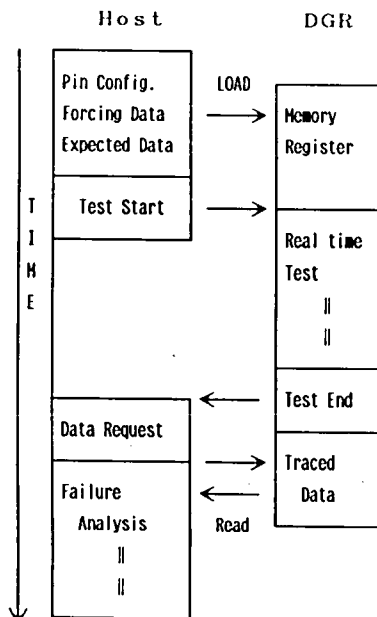 Host DGR
Pin Config.
Forcing Data
Expected Data
LOAD
Memory
Register
Test Start
TIME
Real time
Test
||
||
Test End
Data Request
Traced
Data
Failure
Analysis
||
||
Read